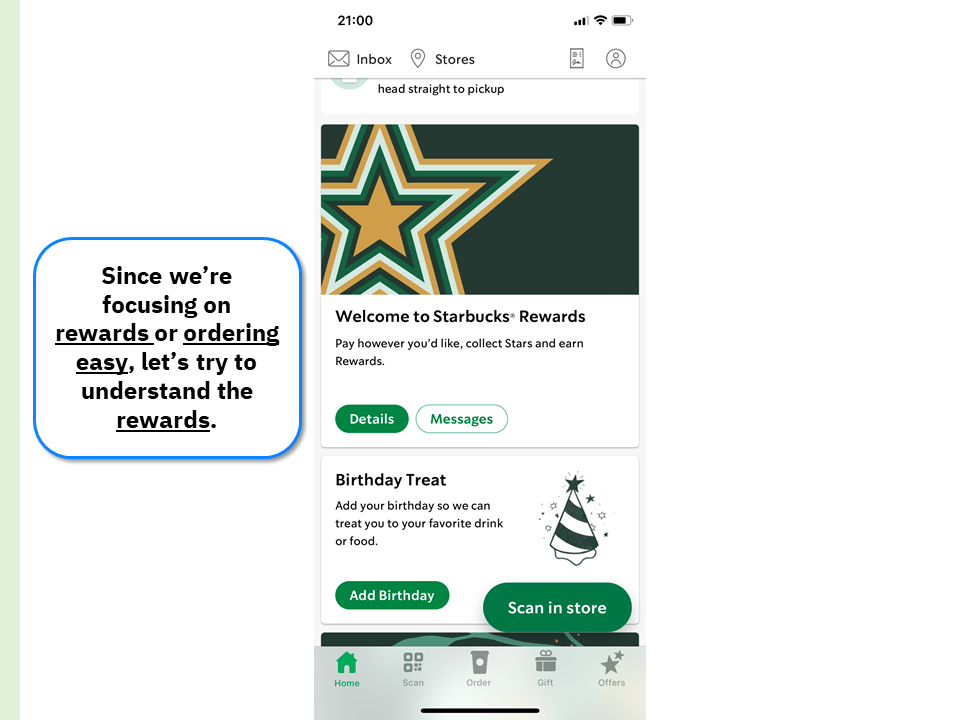 21:00
Inbox
Stores
head straight to pickup
Since we're
focusing on
rewards or ordering
easy, let's try to
understand the
rewards.
Welcome to Starbucks® Rewards
Pay however you'd like, collect Stars and earn
Rewards.
Details
Messages
Birthday Treat
Add your birthday so we can
treat you to your favorite drink
or food.
Add Birthday
Scan in store
Home
Scan
Order
Gift
Offers